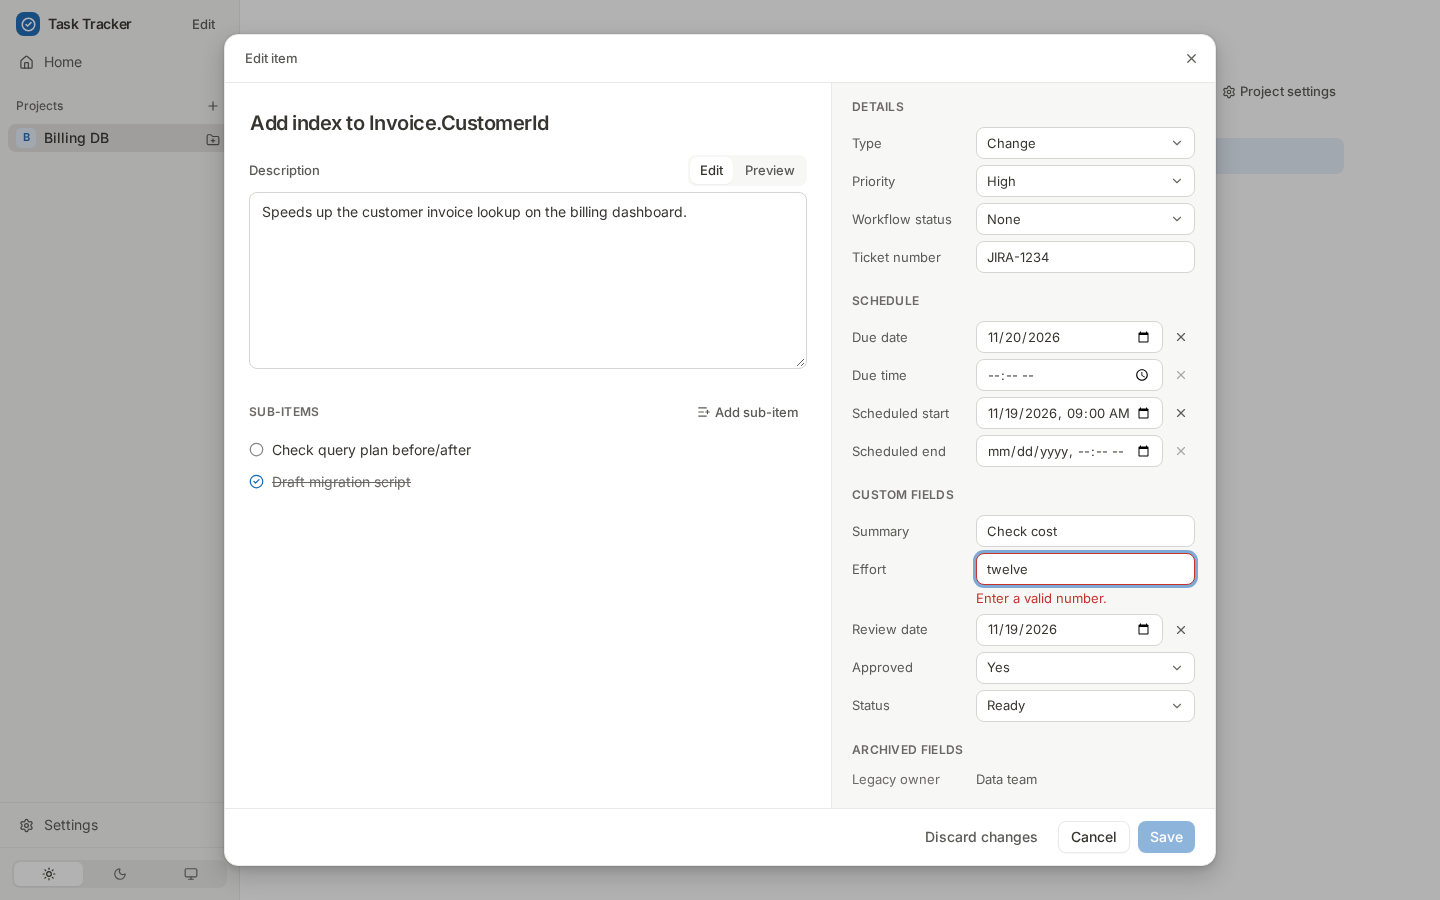 Task Tracker
Edit
Home
Projects
B
Billing DB
Settings
Project settings
Edit item
Add index to Invoice.CustomerId
Description
Edit
Preview
Speeds up the customer invoice lookup on the billing dashboard.
SUB-ITEMS
Add sub-item
Check query plan before/after
Draft migration script
DETAILS
Type
Change
Priority
High
Workflow status
None
Ticket number
JIRA-1234
SCHEDULE
Due date
11/20/2026
Due time
--:-- --
Scheduled start
11/19/2026, 09:00 AM
Scheduled end
mm/dd/yyyy, --:-- --
CUSTOM FIELDS
Summary
Check cost
Effort
twelve
Enter a valid number.
Review date
11/19/2026
Approved
Yes
Status
Ready
ARCHIVED FIELDS
Legacy owner
Data team
Discard changes
Cancel
Save